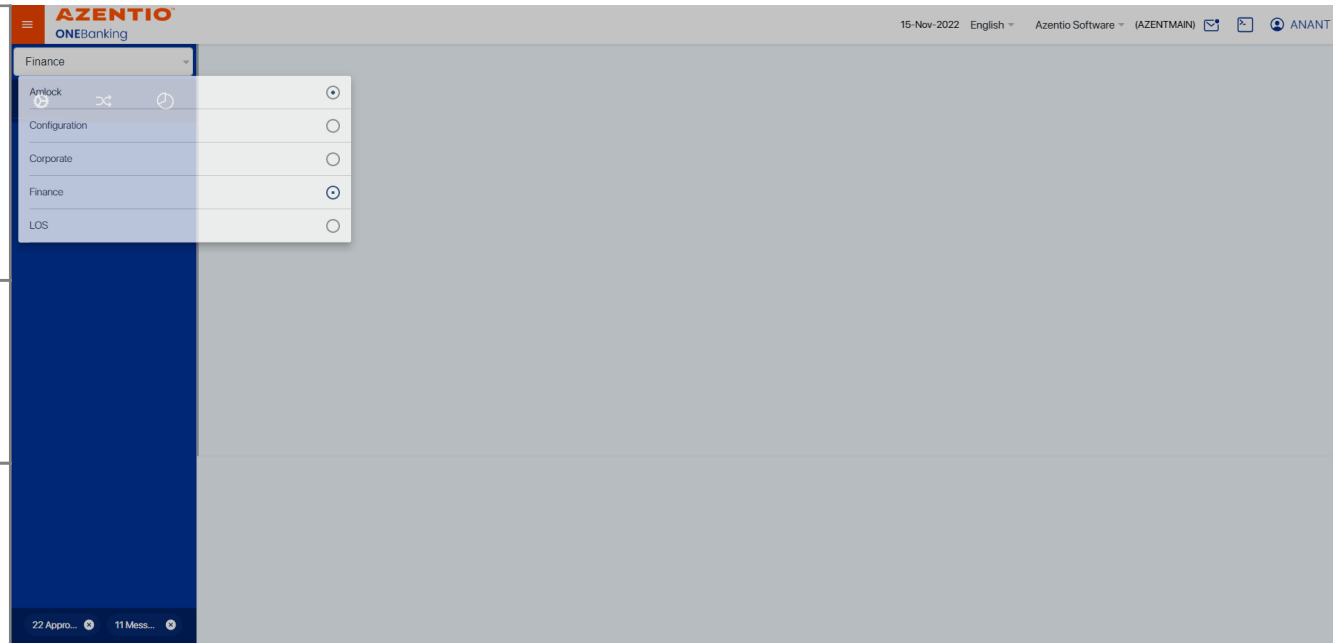 AZENTIO™
ONEBanking
15-Nov-2022 English Azentio Software (AZENTMAIN) ANANT
Finance
Amlock
Configuration
Corporate
Finance
LOS
22 Appro... 11 Mess...